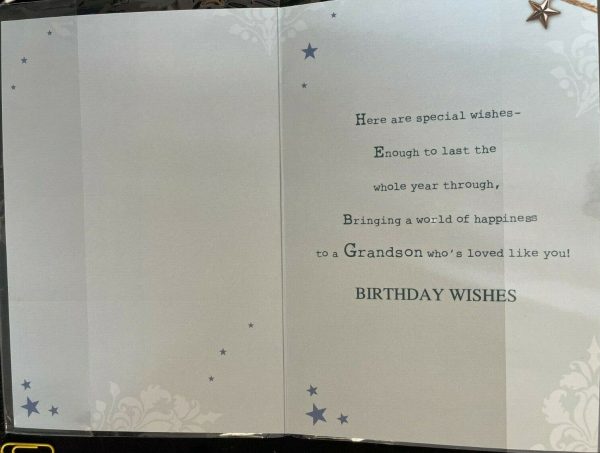 Here are special wishes-
Enough to last the
whole year through,
Bringing a world of happiness
to a Grandson who's loved like you!
BIRTHDAY WISHES